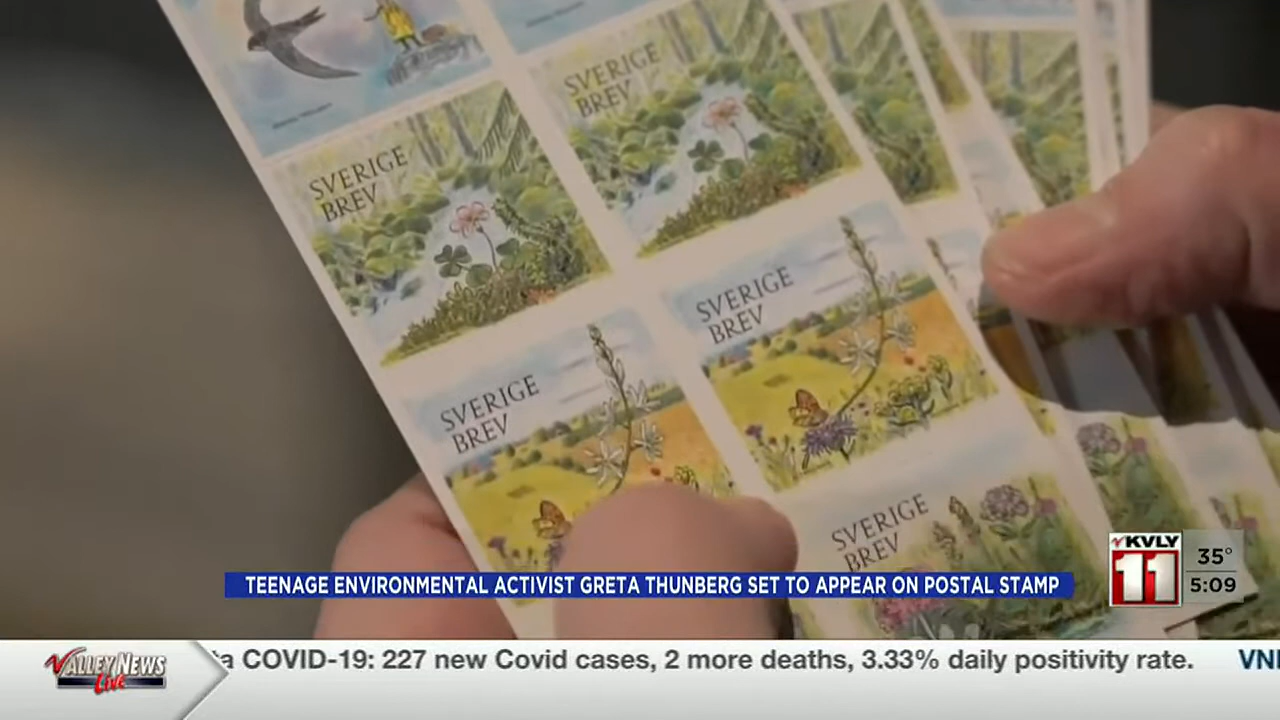 SVERIGE
BREV
SVERIGE
BREV
SVERIGE
BREV
SVERIGE
BREV
SVERIGE
BREV
KVLY
11
35°
5:09
TEENAGE ENVIRONMENTAL ACTIVIST GRETA THUNBERG SET TO APPEAR ON POSTAL STAMP
VALLEY NEWS
Live
a COVID-19: 227 new Covid cases, 2 more deaths, 3.33% daily positivity rate.